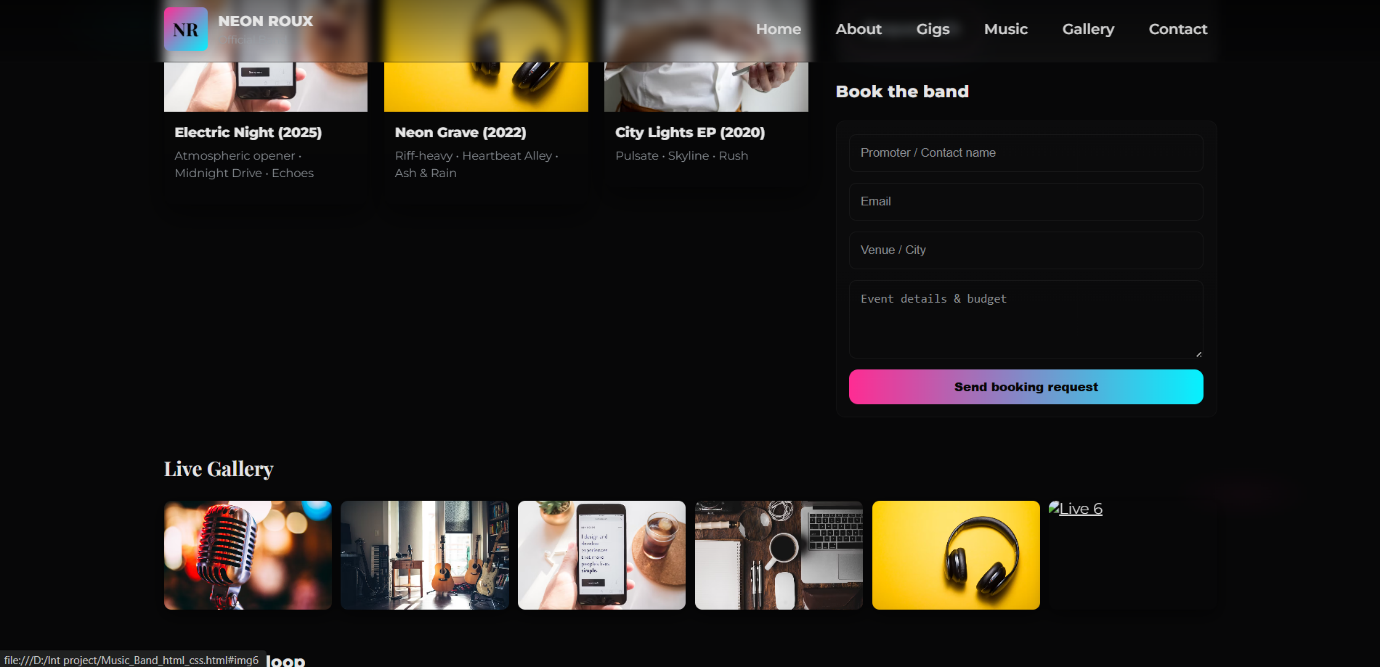 NR
NEON ROUX
Home
About
Gigs
Music
Gallery
Contact
Electric Night (2025)
Atmospheric opener •
Midnight Drive • Echoes
Neon Grave (2022)
Riff-heavy • Heartbeat Alley •
Ash & Rain
City Lights EP (2020)
Pulsate • Skyline • Rush
Book the band
Promoter / Contact name
Email
Venue / City
Event details & budget
Send booking request
Live Gallery
simple.
Live 6
loop
file:///D:/Int project/Music_Band_html_css.html#img6